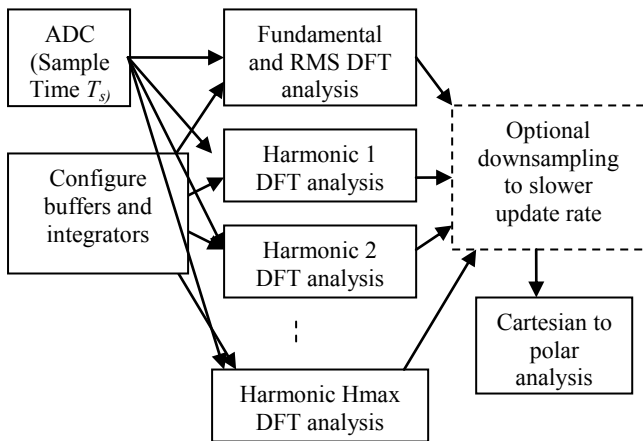 ADC
(Sample
Time Ts)
Fundamental
and RMS DFT
analysis
Configure
buffers and
integrators
Harmonic 1
DFT analysis
Harmonic 2
DFT analysis
Harmonic Hmax
DFT analysis
Optional
downsampling
to slower
update rate
Cartesian to
polar
analysis